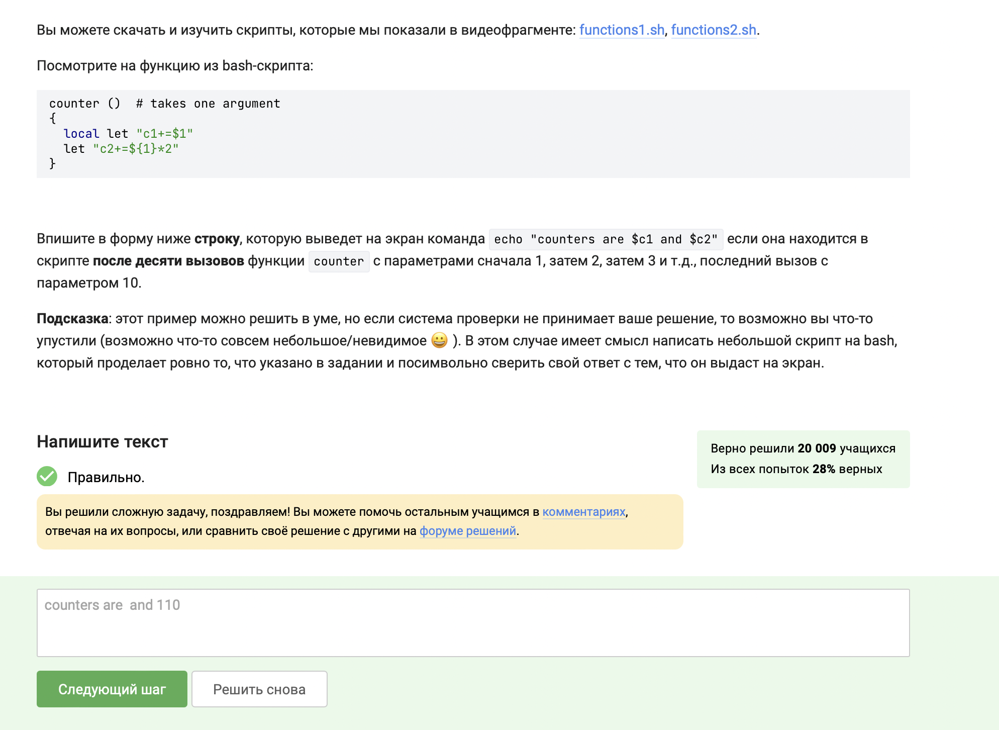 Вы можете скачать и изучить скрипты, которые мы показали в видеофрагменте: functions1.sh, functions2.sh.
Посмотрите на функцию из bash-скрипта:
counter ()  # takes one argument
{
  local let "c1+=$1"
  let "c2+=${1}*2"
}
Впишите в форму ниже строку, которую выведет на экран команда echo "counters are $c1 and $c2" если она находится в
скрипте после десяти вызовов функции counter с параметрами сначала 1, затем 2, затем 3 и т.д., последний вызов с
параметром 10.
Подсказка: этот пример можно решить в уме, но если система проверки не принимает ваше решение, то возможно вы что-то
упустили (возможно что-то совсем небольшое/невидимое 😀 ). В этом случае имеет смысл написать небольшой скрипт на bash,
который проделает ровно то, что указано в задании и посимвольно сверить свой ответ с тем, что он выдаст на экран.
Напишите текст
Верно решили 20 009 учащихся
Из всех попыток 28% верных
Правильно.
Вы решили сложную задачу, поздравляем! Вы можете помочь остальным учащимся в комментариях,
отвечая на их вопросы, или сравнить своё решение с другими на форуме решений.
counters are  and 110
Следующий шаг
Решить снова